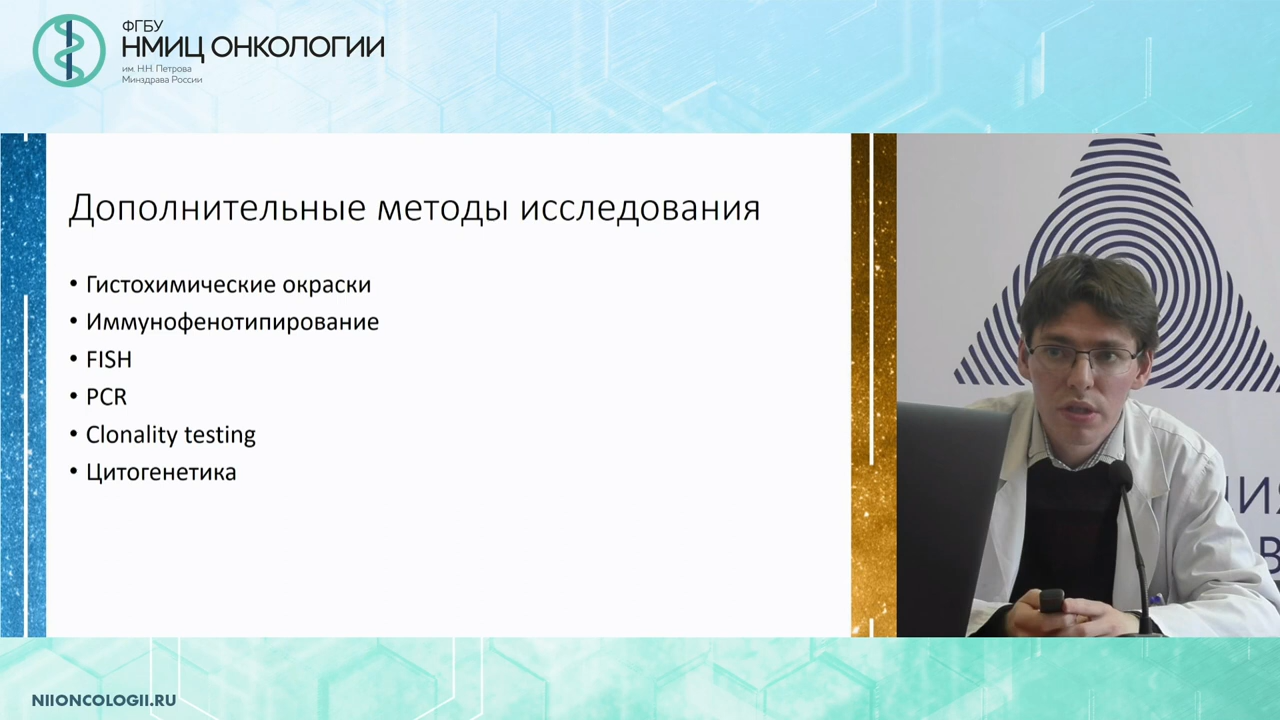 ФГБУ
НМИЦ ОНКОЛОГИИ
им. Н.Н. Петрова
Минздрава России
Дополнительные методы исследования
• Гистохимические окраски
• Иммунофенотипирование
• FISH
• PCR
• Clonality testing
• Цитогенетика
NIIONCOLOGII.RU